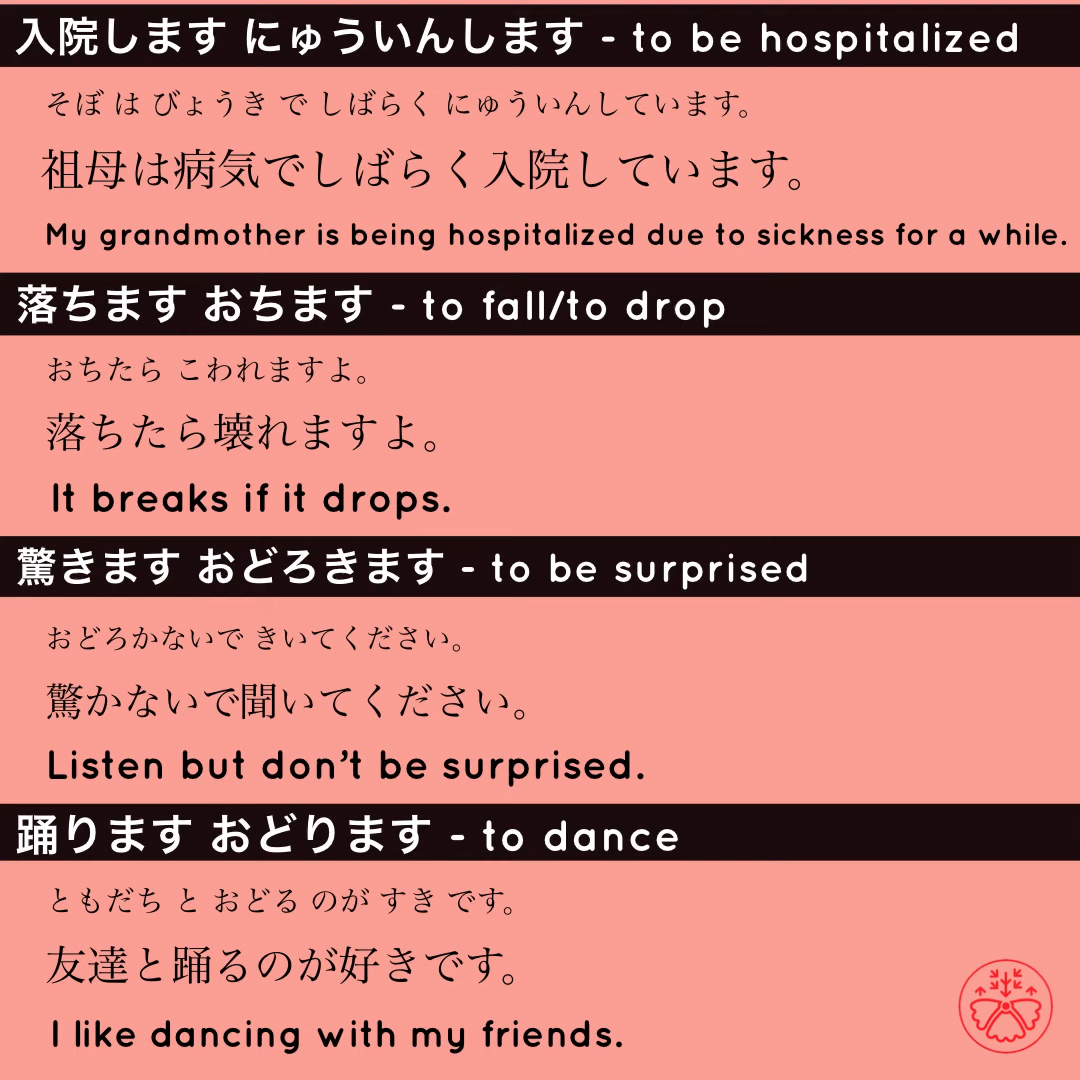 入院します にゅういんします - to be hospitalized
そぼ は びょうき で しばらく にゅういんしています。
祖母は病気でしばらく入院しています。
My grandmother is being hospitalized due to sickness for a while.
落ちます おちます - to fall/to drop
おちたら こわれますよ。
落ちたら壊れますよ。
It breaks if it drops.
驚きます おどろきます - to be surprised
おどろかないで きいてください。
驚かないで聞いてください。
Listen but don't be surprised.
踊ります おどります - to dance
ともだち と おどる のが すき です。
友達と踊るのが好きです。
I like dancing with my friends.